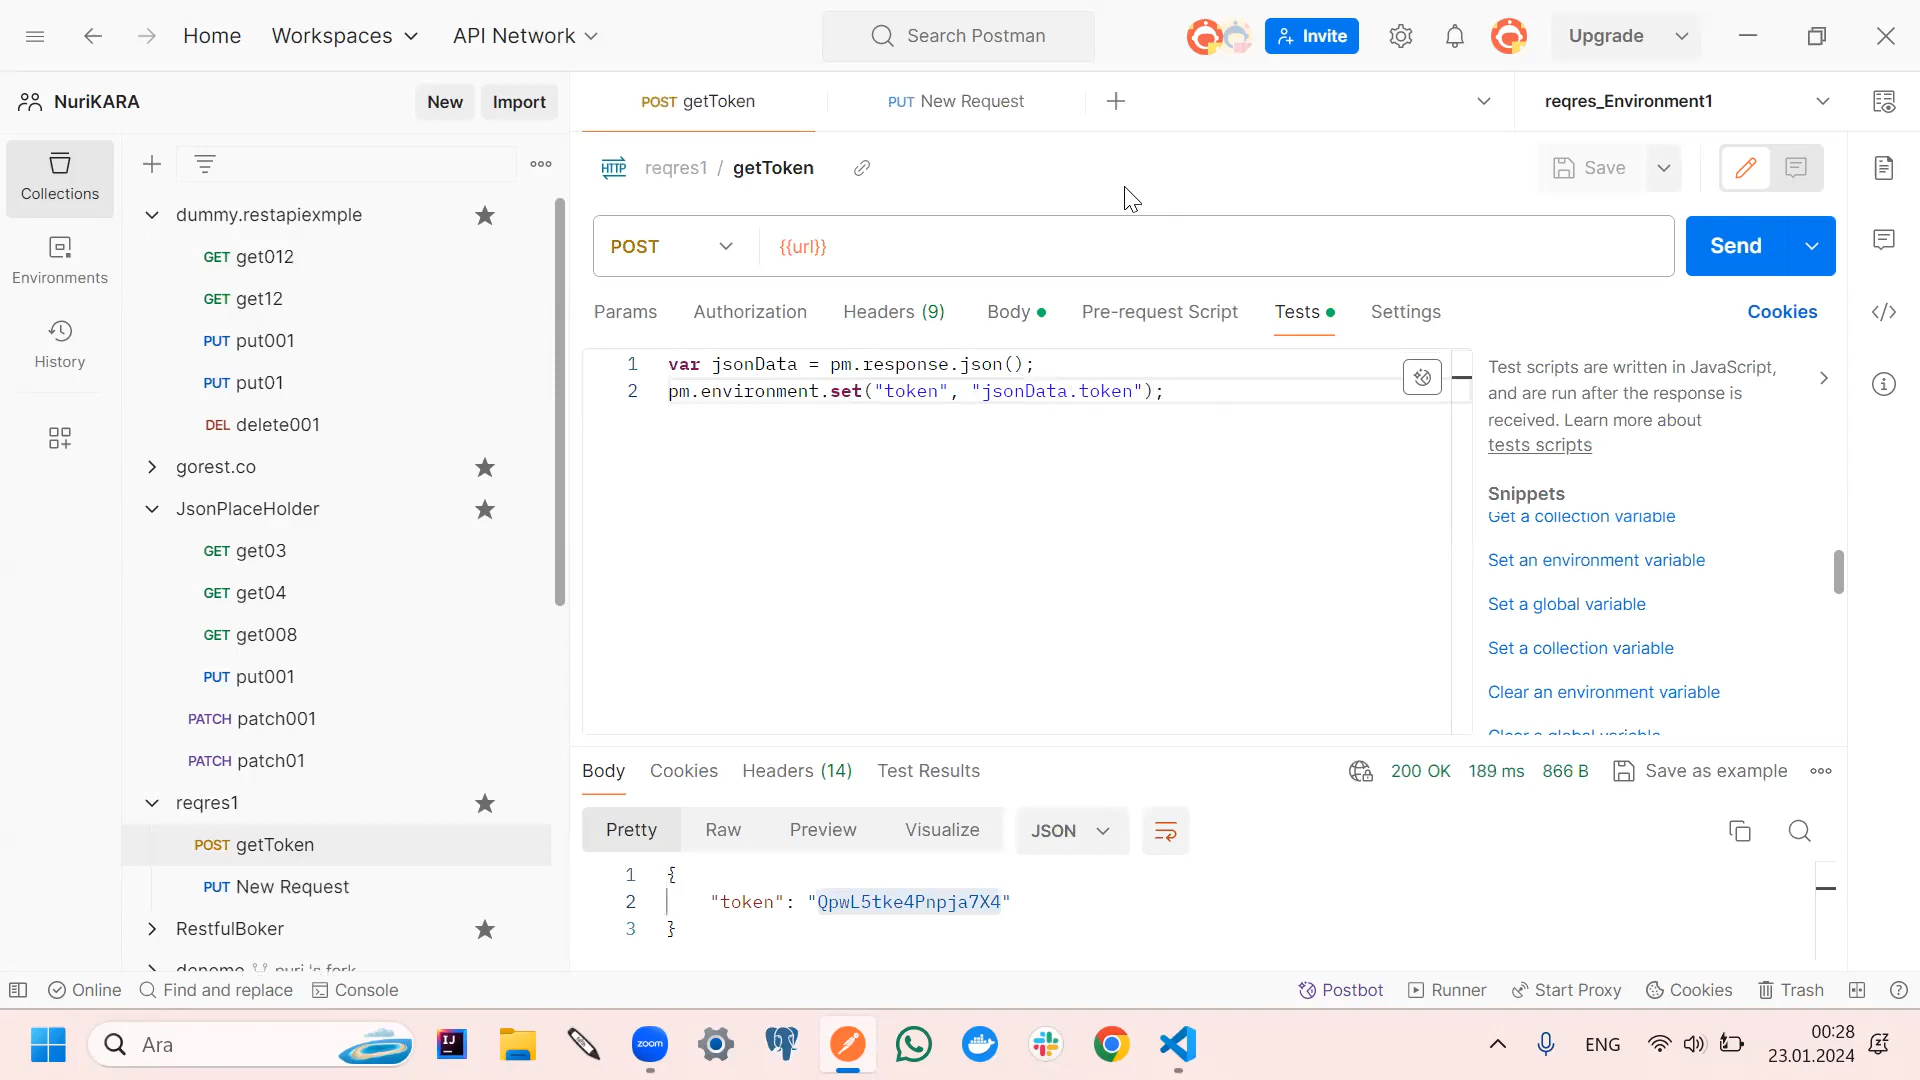 Home
Workspaces
API Network
Search Postman
Invite
Upgrade
NuriKARA
New
Import
POST getToken
PUT New Request
reqres_Environment1
Collections
Environments
History
dummy.restapiexmple
GET get012
GET get12
PUT put001
PUT put01
DEL delete001
gorest.co
JsonPlaceHolder
GET get03
GET get04
GET get008
PUT put001
PATCH patch001
PATCH patch01
reqres1
POST getToken
PUT New Request
RestfulBoker
HTTP
reqres1 / getToken
Save
POST
{{url}}
Send
Params
Authorization
Headers (9)
Body
Pre-request Script
Tests
Settings
Cookies
1 var jsonData = pm.response.json();
2 pm.environment.set("token", "jsonData.token");
Test scripts are written in JavaScript,
and are run after the response is
received. Learn more about
tests scripts
Snippets
Get a collection variable
Set an environment variable
Set a global variable
Set a collection variable
Clear an environment variable
Clear a global variable
Body
Cookies
Headers (14)
Test Results
200 OK
189 ms
866 B
Save as example
Pretty
Raw
Preview
Visualize
JSON
1 {
2 "token": "QpwL5tke4Pnpja7X4"
3 }
Online
Find and replace
Console
Postbot
Runner
Start Proxy
Cookies
Trash
Ara
IJ
zoom
ENG
00:28
23.01.2024